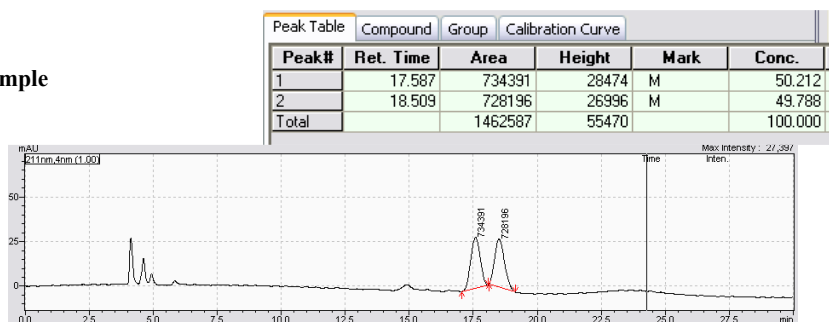 Peak Table Compound Group Calibration Curve
Peak# Ret. Time Area Height Mark Conc.
1 17.587 734391 28474 M 50.212
2 18.509 728196 26996 M 49.788
Total 1462587 55470 100.000
mple
mAU Max Intensity : 27,397
211nm,4nm (1.00) Time Inten.
50
25
0
734391
728196
0.0 2.5 5.0 7.5 10.0 12.5 15.0 17.5 20.0 22.5 25.0 27.5 min